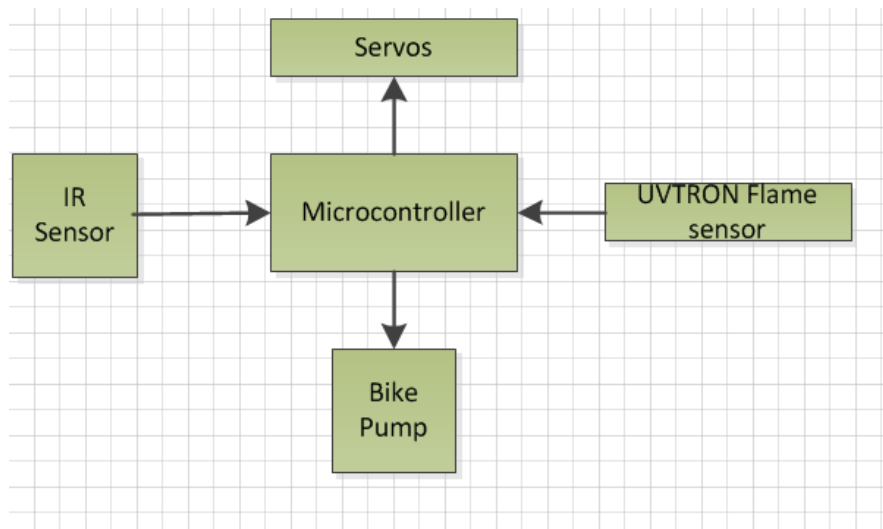 Servos
IR
Sensor
Microcontroller
UVTRON Flame
sensor
Bike
Pump